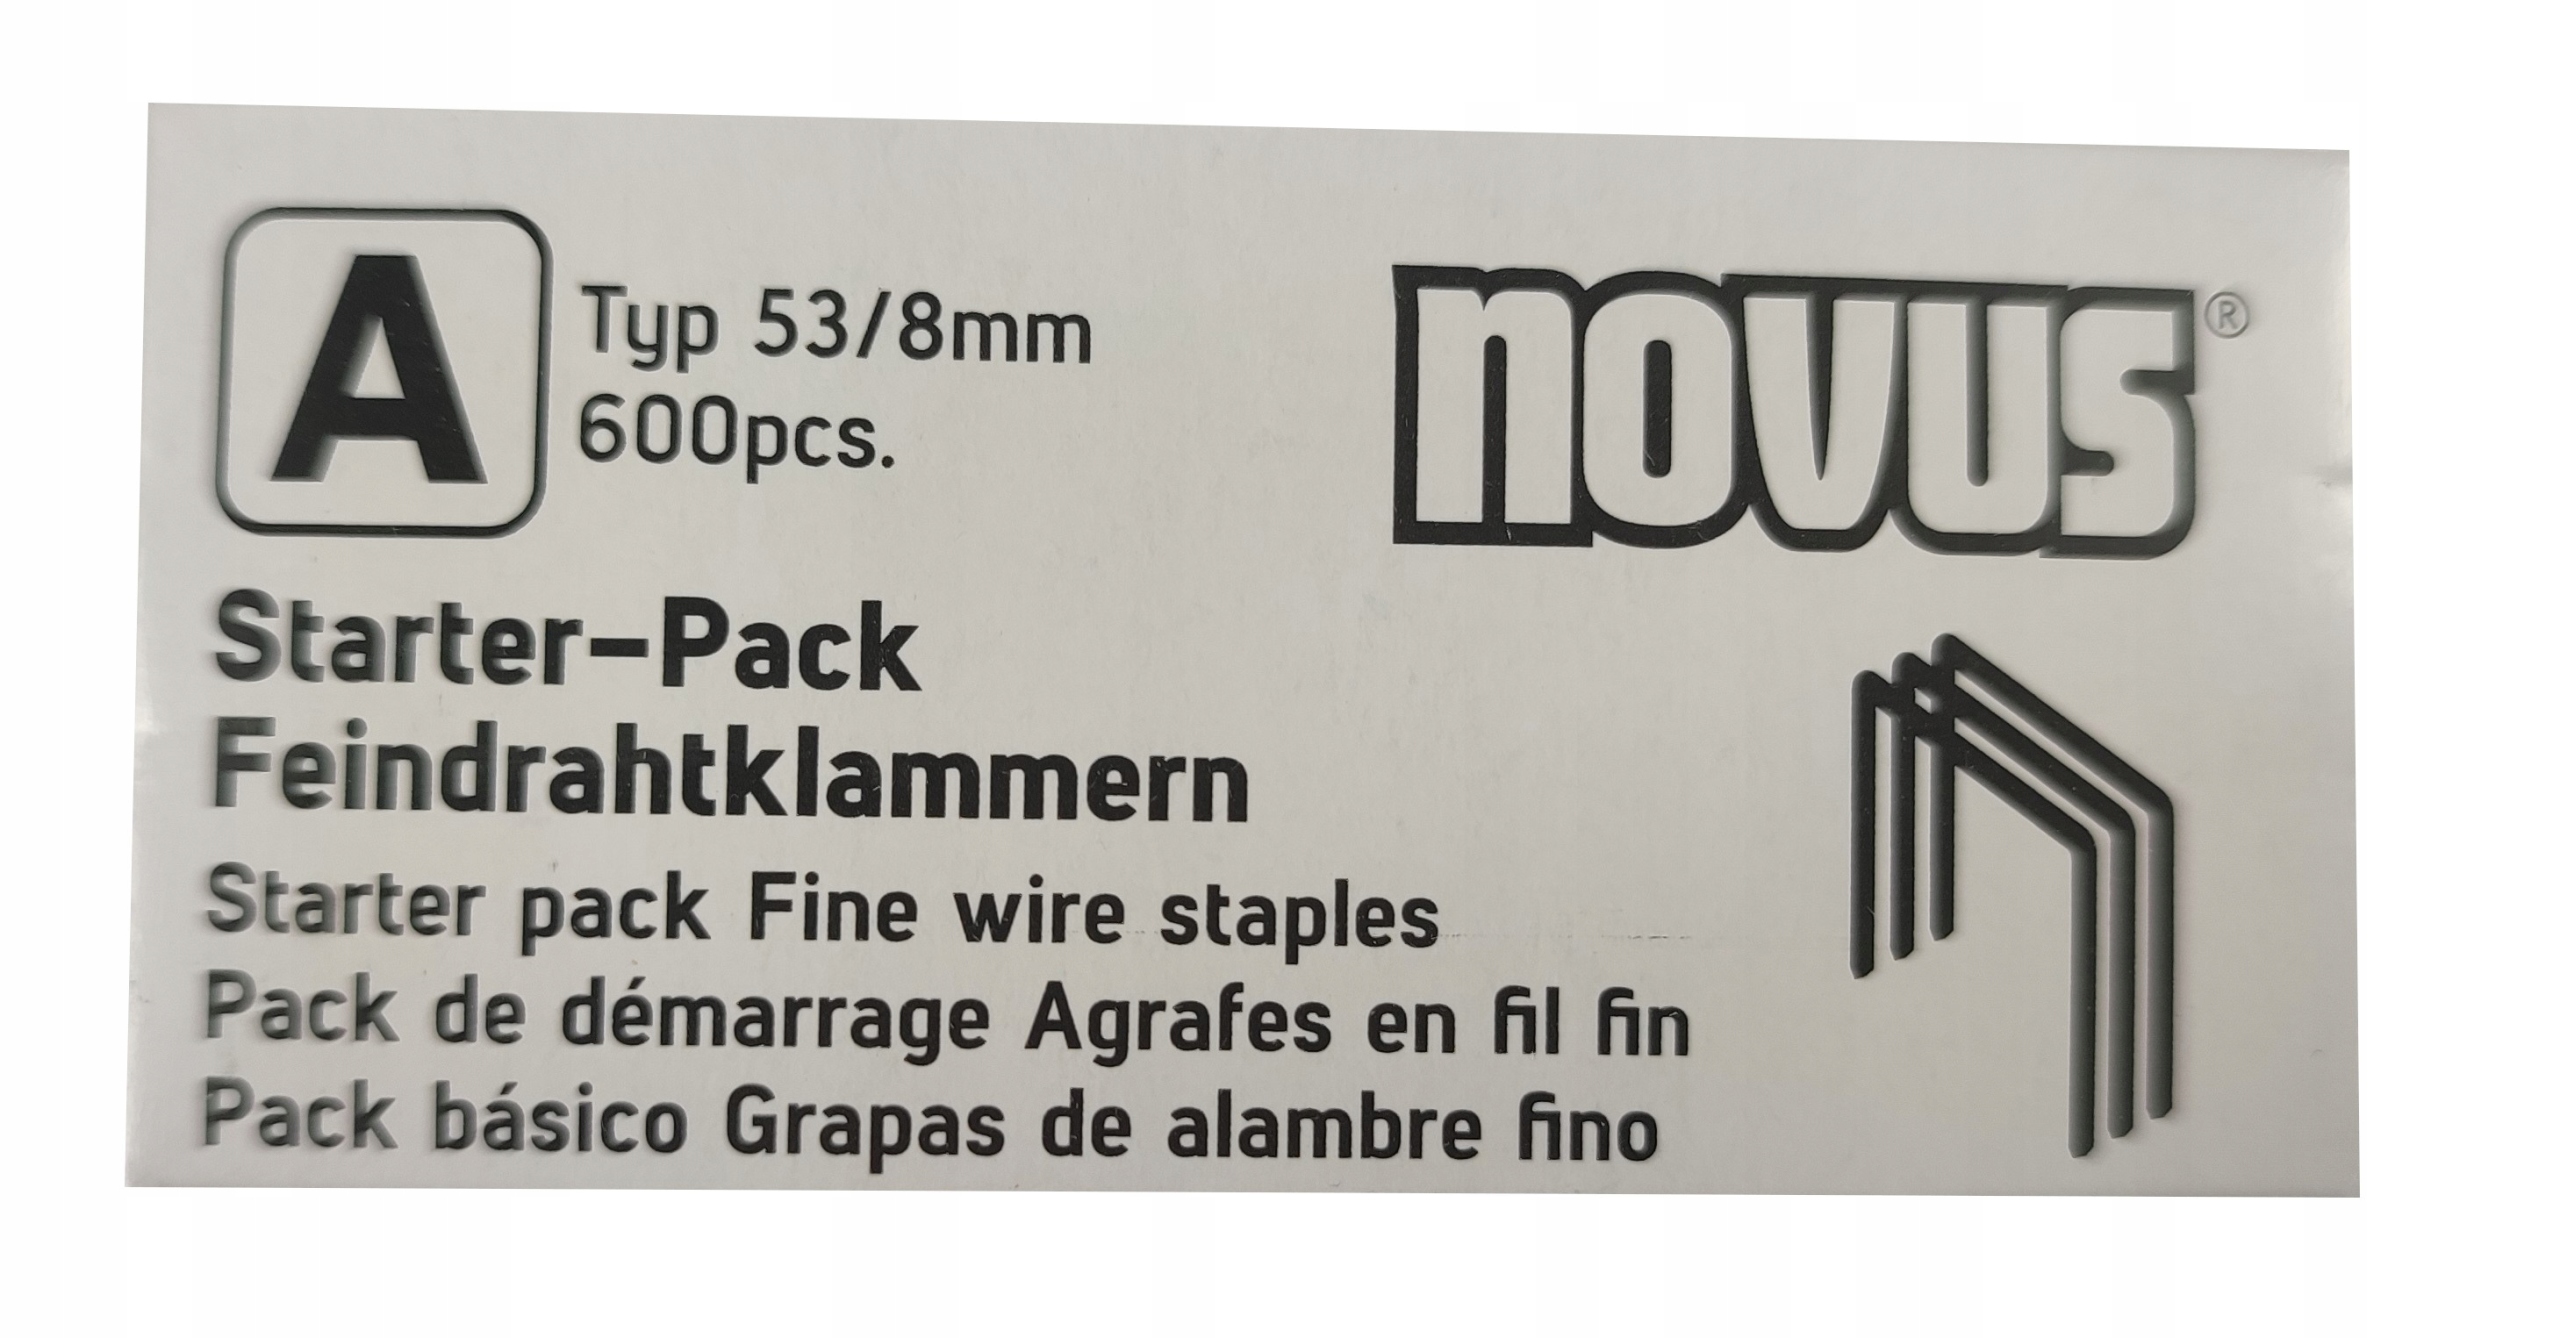 A
Typ 53/8mm
600pcs.
novus®
Starter-Pack
Feindrahtklammern
Starter pack Fine wire staples
Pack de démarrage Agrafes en fil fin
Pack básico Grapas de alambre fino